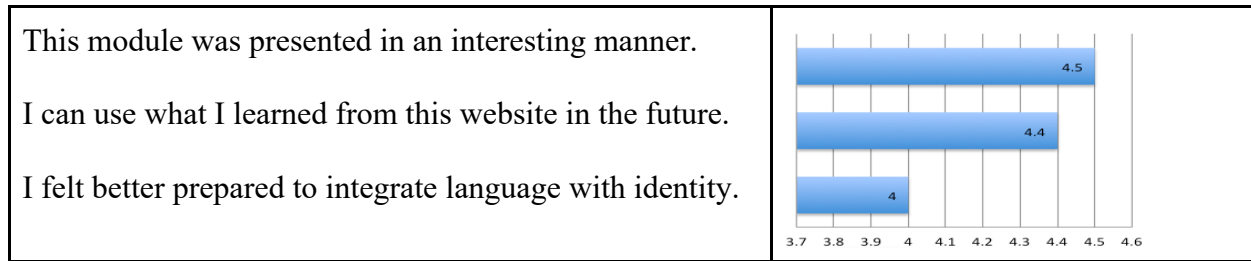 This module was presented in an interesting manner.
4.5
I can use what I learned from this website in the future.
4.4
I felt better prepared to integrate language with identity.
4
3.7 3.8 3.9 4 4.1 4.2 4.3 4.4 4.5 4.6